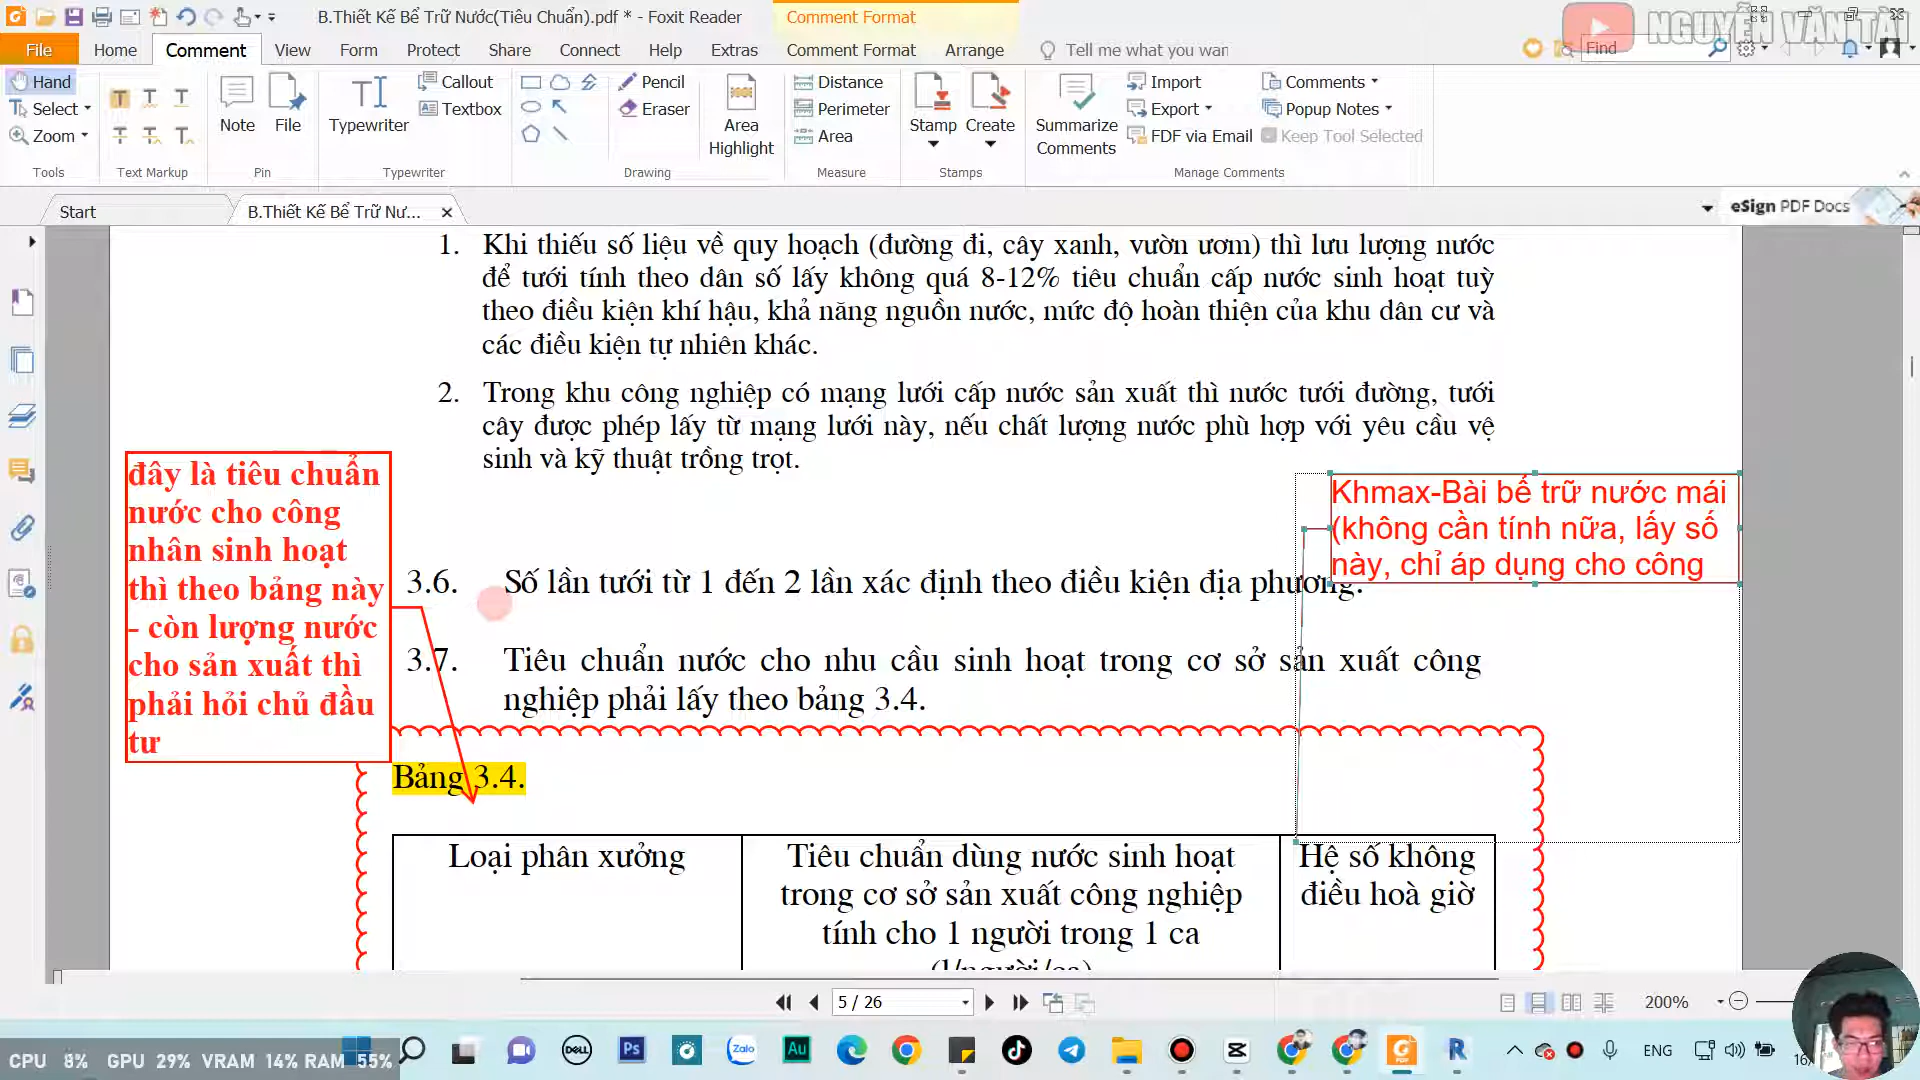 B.Thiết Kế Bể Trữ Nước(Tiêu Chuẩn).pdf * - Foxit Reader
Comment Format
NGUYỄN VĂN TÀI
File
Home
Comment
View
Form
Protect
Share
Connect
Help
Extras
Comment Format
Arrange
Tell me what you wan
Find
Hand
Select
Zoom
Tools
Text Markup
Note
File
Pin
Typewriter
Callout
Textbox
Typewriter
Pencil
Eraser
Drawing
Area
Highlight
Distance
Perimeter
Area
Measure
Stamp
Create
Stamps
Summarize
Comments
Import
Export
FDF via Email
Comments
Popup Notes
Keep Tool Selected
Manage Comments
Start
B.Thiết Kế Bể Trữ Nư...
eSign PDF Docs
1. Khi thiếu số liệu về quy hoạch (đường đi, cây xanh, vườn ươm) thì lưu lượng nước
để tưới tính theo dân số lấy không quá 8-12% tiêu chuẩn cấp nước sinh hoạt tuỳ
theo điều kiện khí hậu, khả năng nguồn nước, mức độ hoàn thiện của khu dân cư và
các điều kiện tự nhiên khác.
2. Trong khu công nghiệp có mạng lưới cấp nước sản xuất thì nước tưới đường, tưới
cây được phép lấy từ mạng lưới này, nếu chất lượng nước phù hợp với yêu cầu vệ
sinh và kỹ thuật trồng trọt.
đây là tiêu chuẩn
nước cho công
nhân sinh hoạt
thì theo bảng này
- còn lượng nước
cho sản xuất thì
phải hỏi chủ đầu
tư
Khmax-Bài bể trữ nước mái
(không cần tính nữa, lấy số
này, chỉ áp dụng cho công
3.6. Số lần tưới từ 1 đến 2 lần xác định theo điều kiện địa phương.
3.7. Tiêu chuẩn nước cho nhu cầu sinh hoạt trong cơ sở sản xuất công
nghiệp phải lấy theo bảng 3.4.
Bảng 3.4.
Loại phân xưởng
Tiêu chuẩn dùng nước sinh hoạt
trong cơ sở sản xuất công nghiệp
tính cho 1 người trong 1 ca
(l/người/ca)
Hệ số không
điều hoà giờ
5 / 26
200%
CPU 8% GPU 29% VRAM 14% RAM 55%
DELL
Ps
Zalo
Au
R
ENG